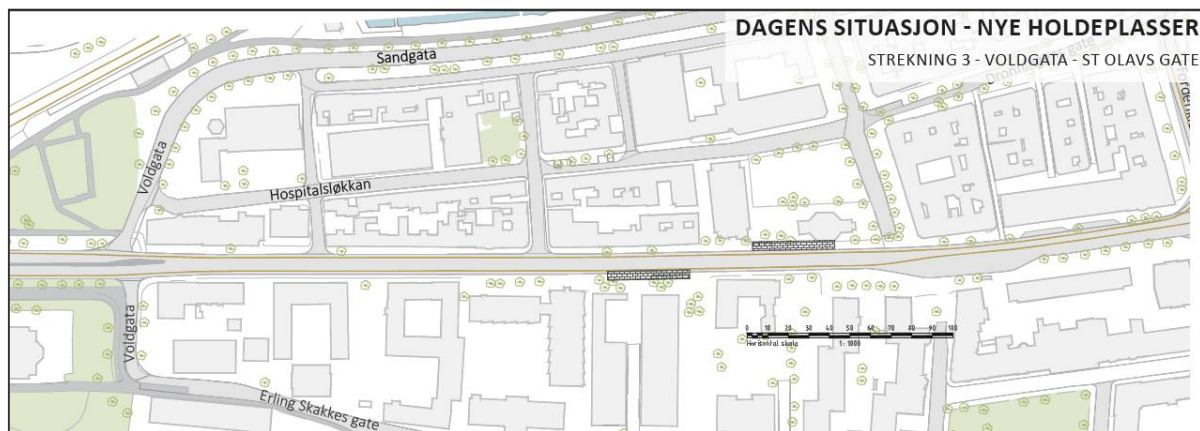 DAGENS SITUASJON - NYE HOLDEPLASSER
STREKNING 3 - VOLDGATA - ST OLAVS GATE
Sandgata
Voldgata
Hospitalsløkkan
Voldgata
Erling Skakkes gate
0 10 20 30 40 50 60 70 80 90 100
Horisontal skala 1: 1000